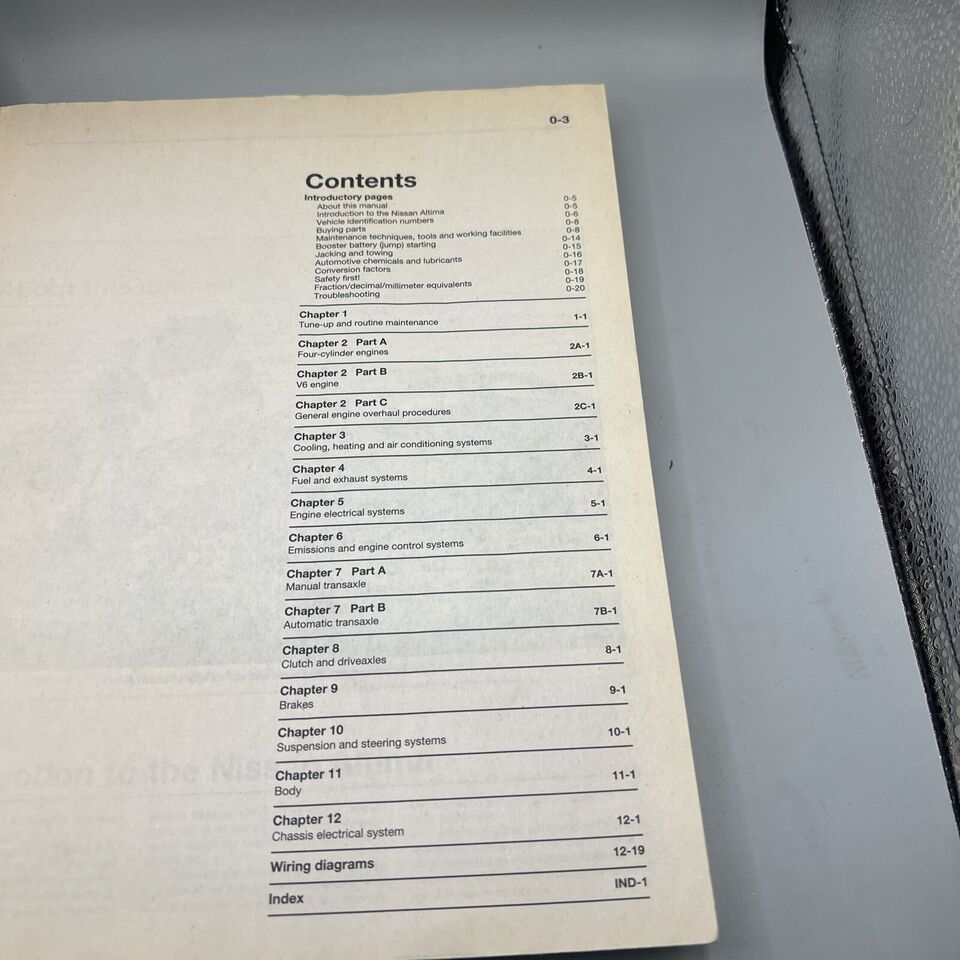 0-3
Contents
Introductory pages
About this manual 0-5
Introduction to the Nissan Altima 0-5
Vehicle identification numbers 0-6
Buying parts 0-8
Maintenance techniques, tools and working facilities 0-8
Booster battery (jump) starting 0-14
Jacking and towing 0-15
Automotive chemicals and lubricants 0-16
Conversion factors 0-17
Safety first! 0-18
Fraction/decimal/millimeter equivalents 0-19
Troubleshooting 0-20
Chapter 1
Tune-up and routine maintenance 1-1
Chapter 2 Part A
Four-cylinder engines 2A-1
Chapter 2 Part B
V6 engine 2B-1
Chapter 2 Part C
General engine overhaul procedures 2C-1
Chapter 3
Cooling, heating and air conditioning systems 3-1
Chapter 4
Fuel and exhaust systems 4-1
Chapter 5
Engine electrical systems 5-1
Chapter 6
Emissions and engine control systems 6-1
Chapter 7 Part A
Manual transaxle 7A-1
Chapter 7 Part B
Automatic transaxle 7B-1
Chapter 8
Clutch and driveaxles 8-1
Chapter 9
Brakes 9-1
Chapter 10
Suspension and steering systems 10-1
Chapter 11
Body 11-1
Chapter 12
Chassis electrical system 12-1
Wiring diagrams 12-19
Index IND-1